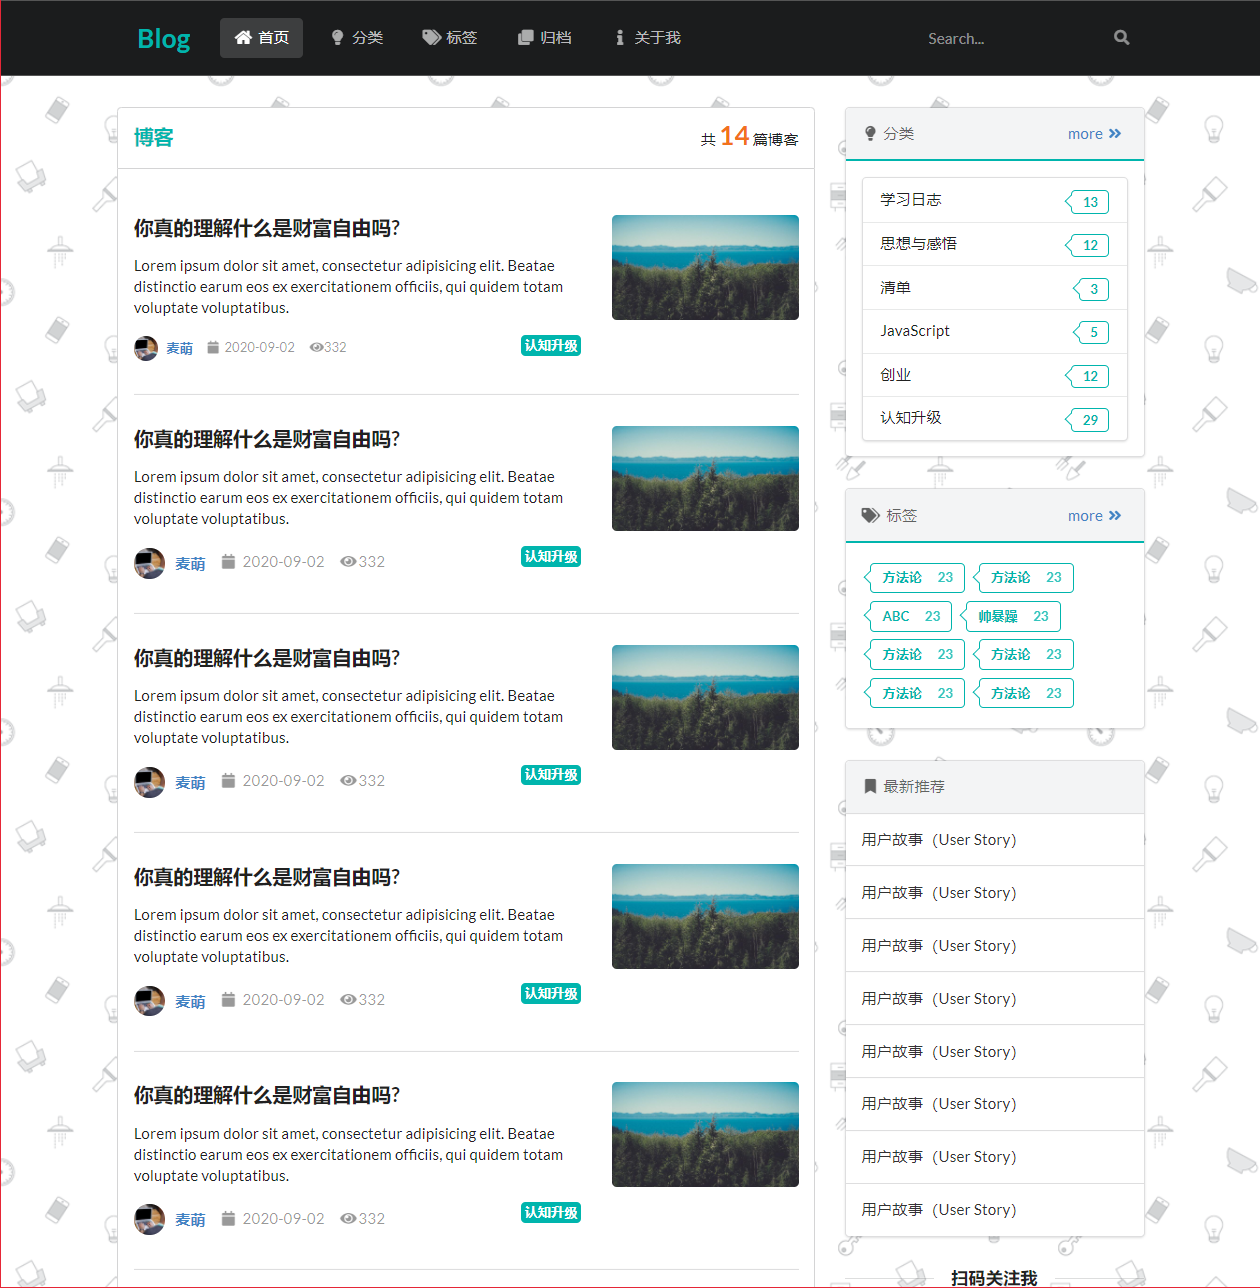 Blog 首页 分类 标签 归档 关于我 Search...
博客 共 14 篇博客
你真的理解什么是财富自由吗?
Lorem ipsum dolor sit amet, consectetur adipisicing elit. Beatae
distinctio earum eos ex exercitationem officiis, qui quidem totam
voluptate voluptatibus.
麦萌 2020-09-02 332 认知升级
你真的理解什么是财富自由吗?
Lorem ipsum dolor sit amet, consectetur adipisicing elit. Beatae
distinctio earum eos ex exercitationem officiis, qui quidem totam
voluptate voluptatibus.
麦萌 2020-09-02 332 认知升级
你真的理解什么是财富自由吗?
Lorem ipsum dolor sit amet, consectetur adipisicing elit. Beatae
distinctio earum eos ex exercitationem officiis, qui quidem totam
voluptate voluptatibus.
麦萌 2020-09-02 332 认知升级
你真的理解什么是财富自由吗?
Lorem ipsum dolor sit amet, consectetur adipisicing elit. Beatae
distinctio earum eos ex exercitationem officiis, qui quidem totam
voluptate voluptatibus.
麦萌 2020-09-02 332 认知升级
你真的理解什么是财富自由吗?
Lorem ipsum dolor sit amet, consectetur adipisicing elit. Beatae
distinctio earum eos ex exercitationem officiis, qui quidem totam
voluptate voluptatibus.
麦萌 2020-09-02 332 认知升级
分类 more
学习日志 13
思想与感悟 12
清单 3
JavaScript 5
创业 12
认知升级 29
标签 more
方法论 23 方法论 23
ABC 23 帅暴躁 23
方法论 23 方法论 23
方法论 23 方法论 23
最新推荐
用户故事（User Story）
用户故事（User Story）
用户故事（User Story）
用户故事（User Story）
用户故事（User Story）
用户故事（User Story）
用户故事（User Story）
用户故事（User Story）
扫码关注我